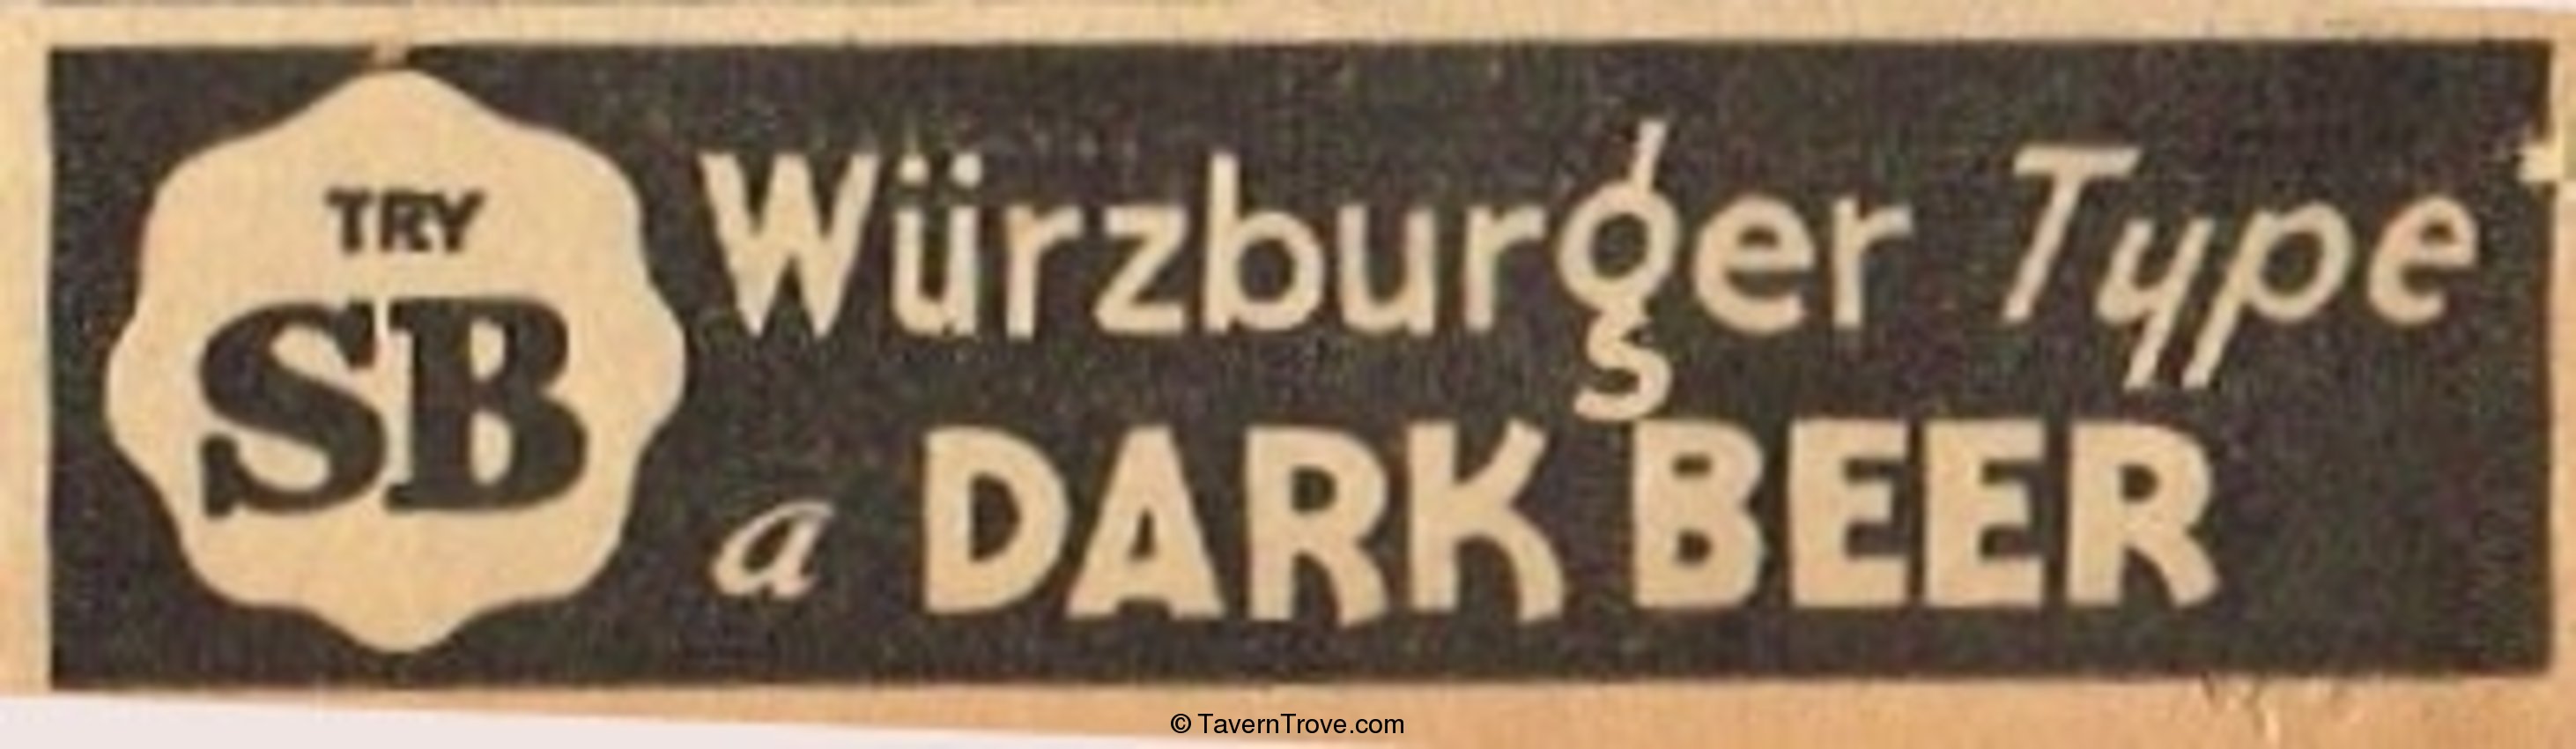 TRY
SB
Würzburger Type
a DARK BEER
© TavernTrove.com